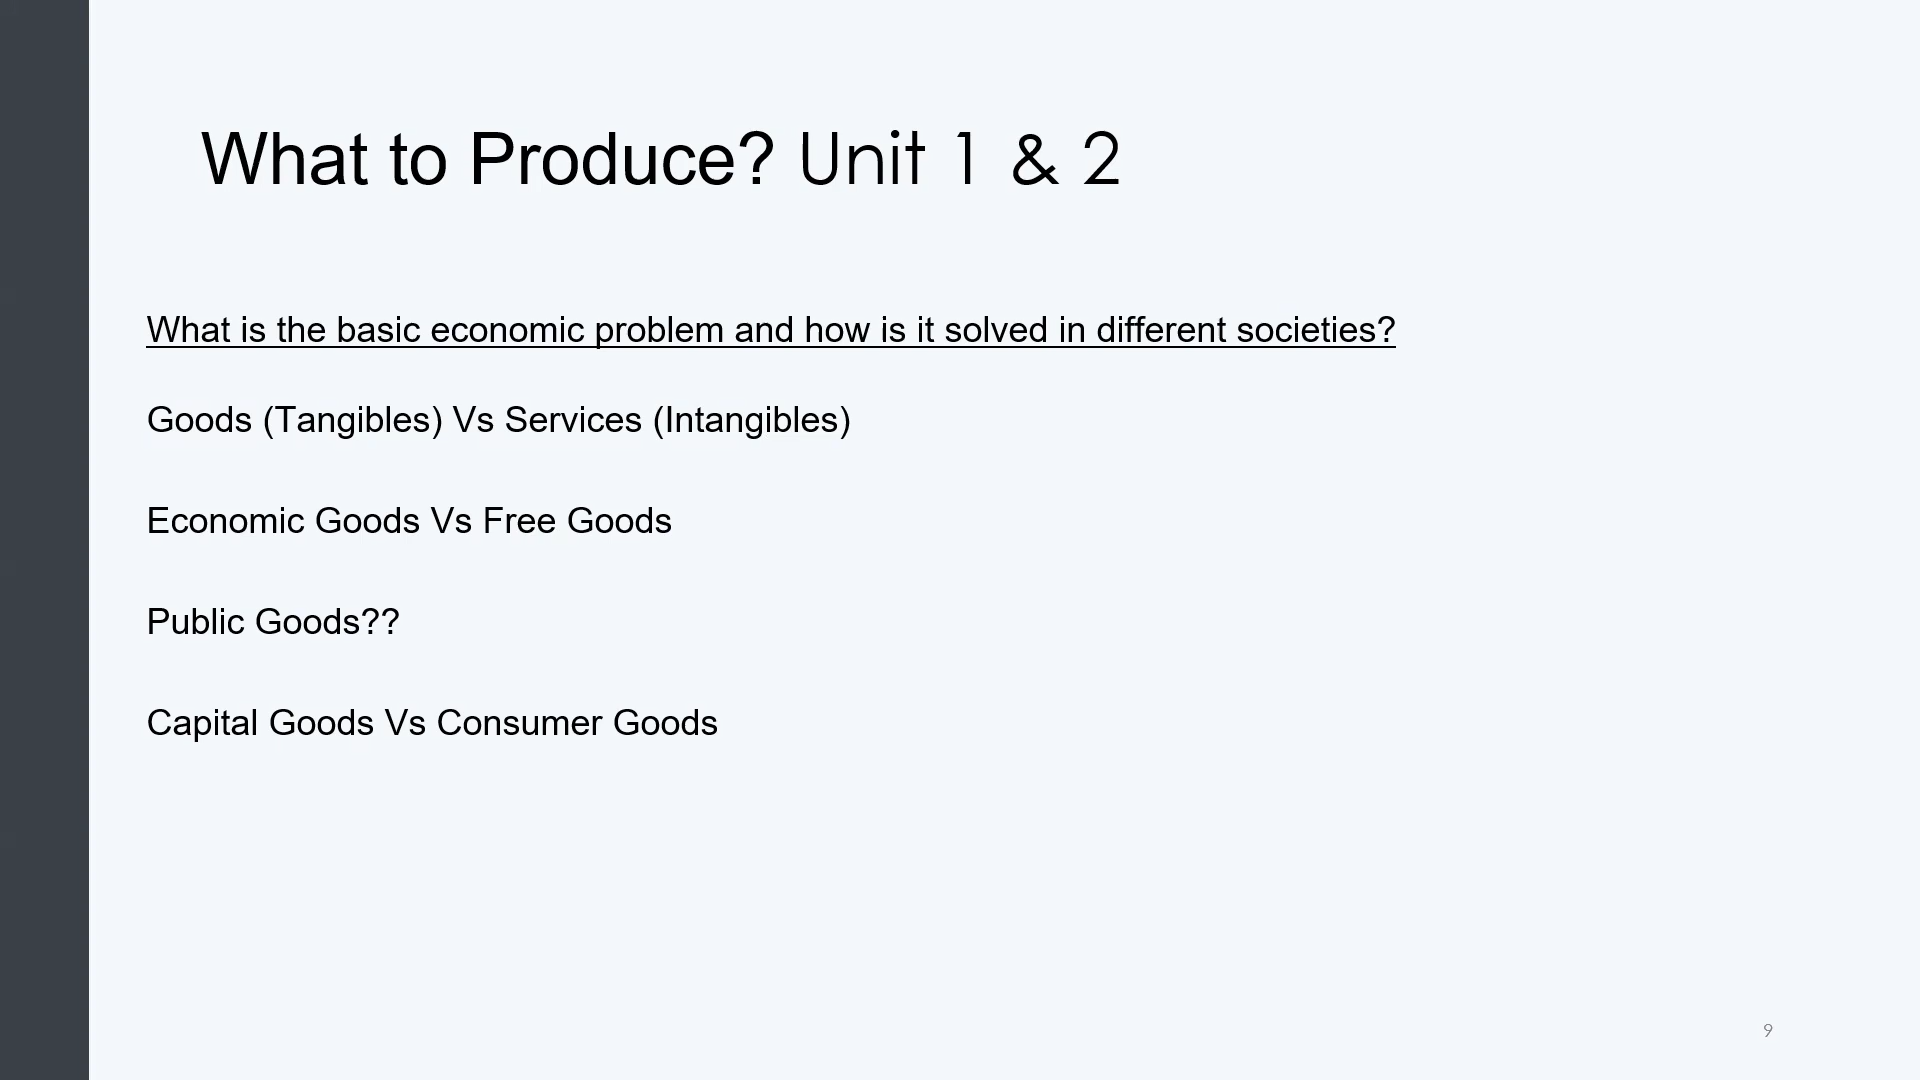 What to Produce? Unit 1 & 2
What is the basic economic problem and how is it solved in different societies?
Goods (Tangibles) Vs Services (Intangibles)
Economic Goods Vs Free Goods
Public Goods??
Capital Goods Vs Consumer Goods
9